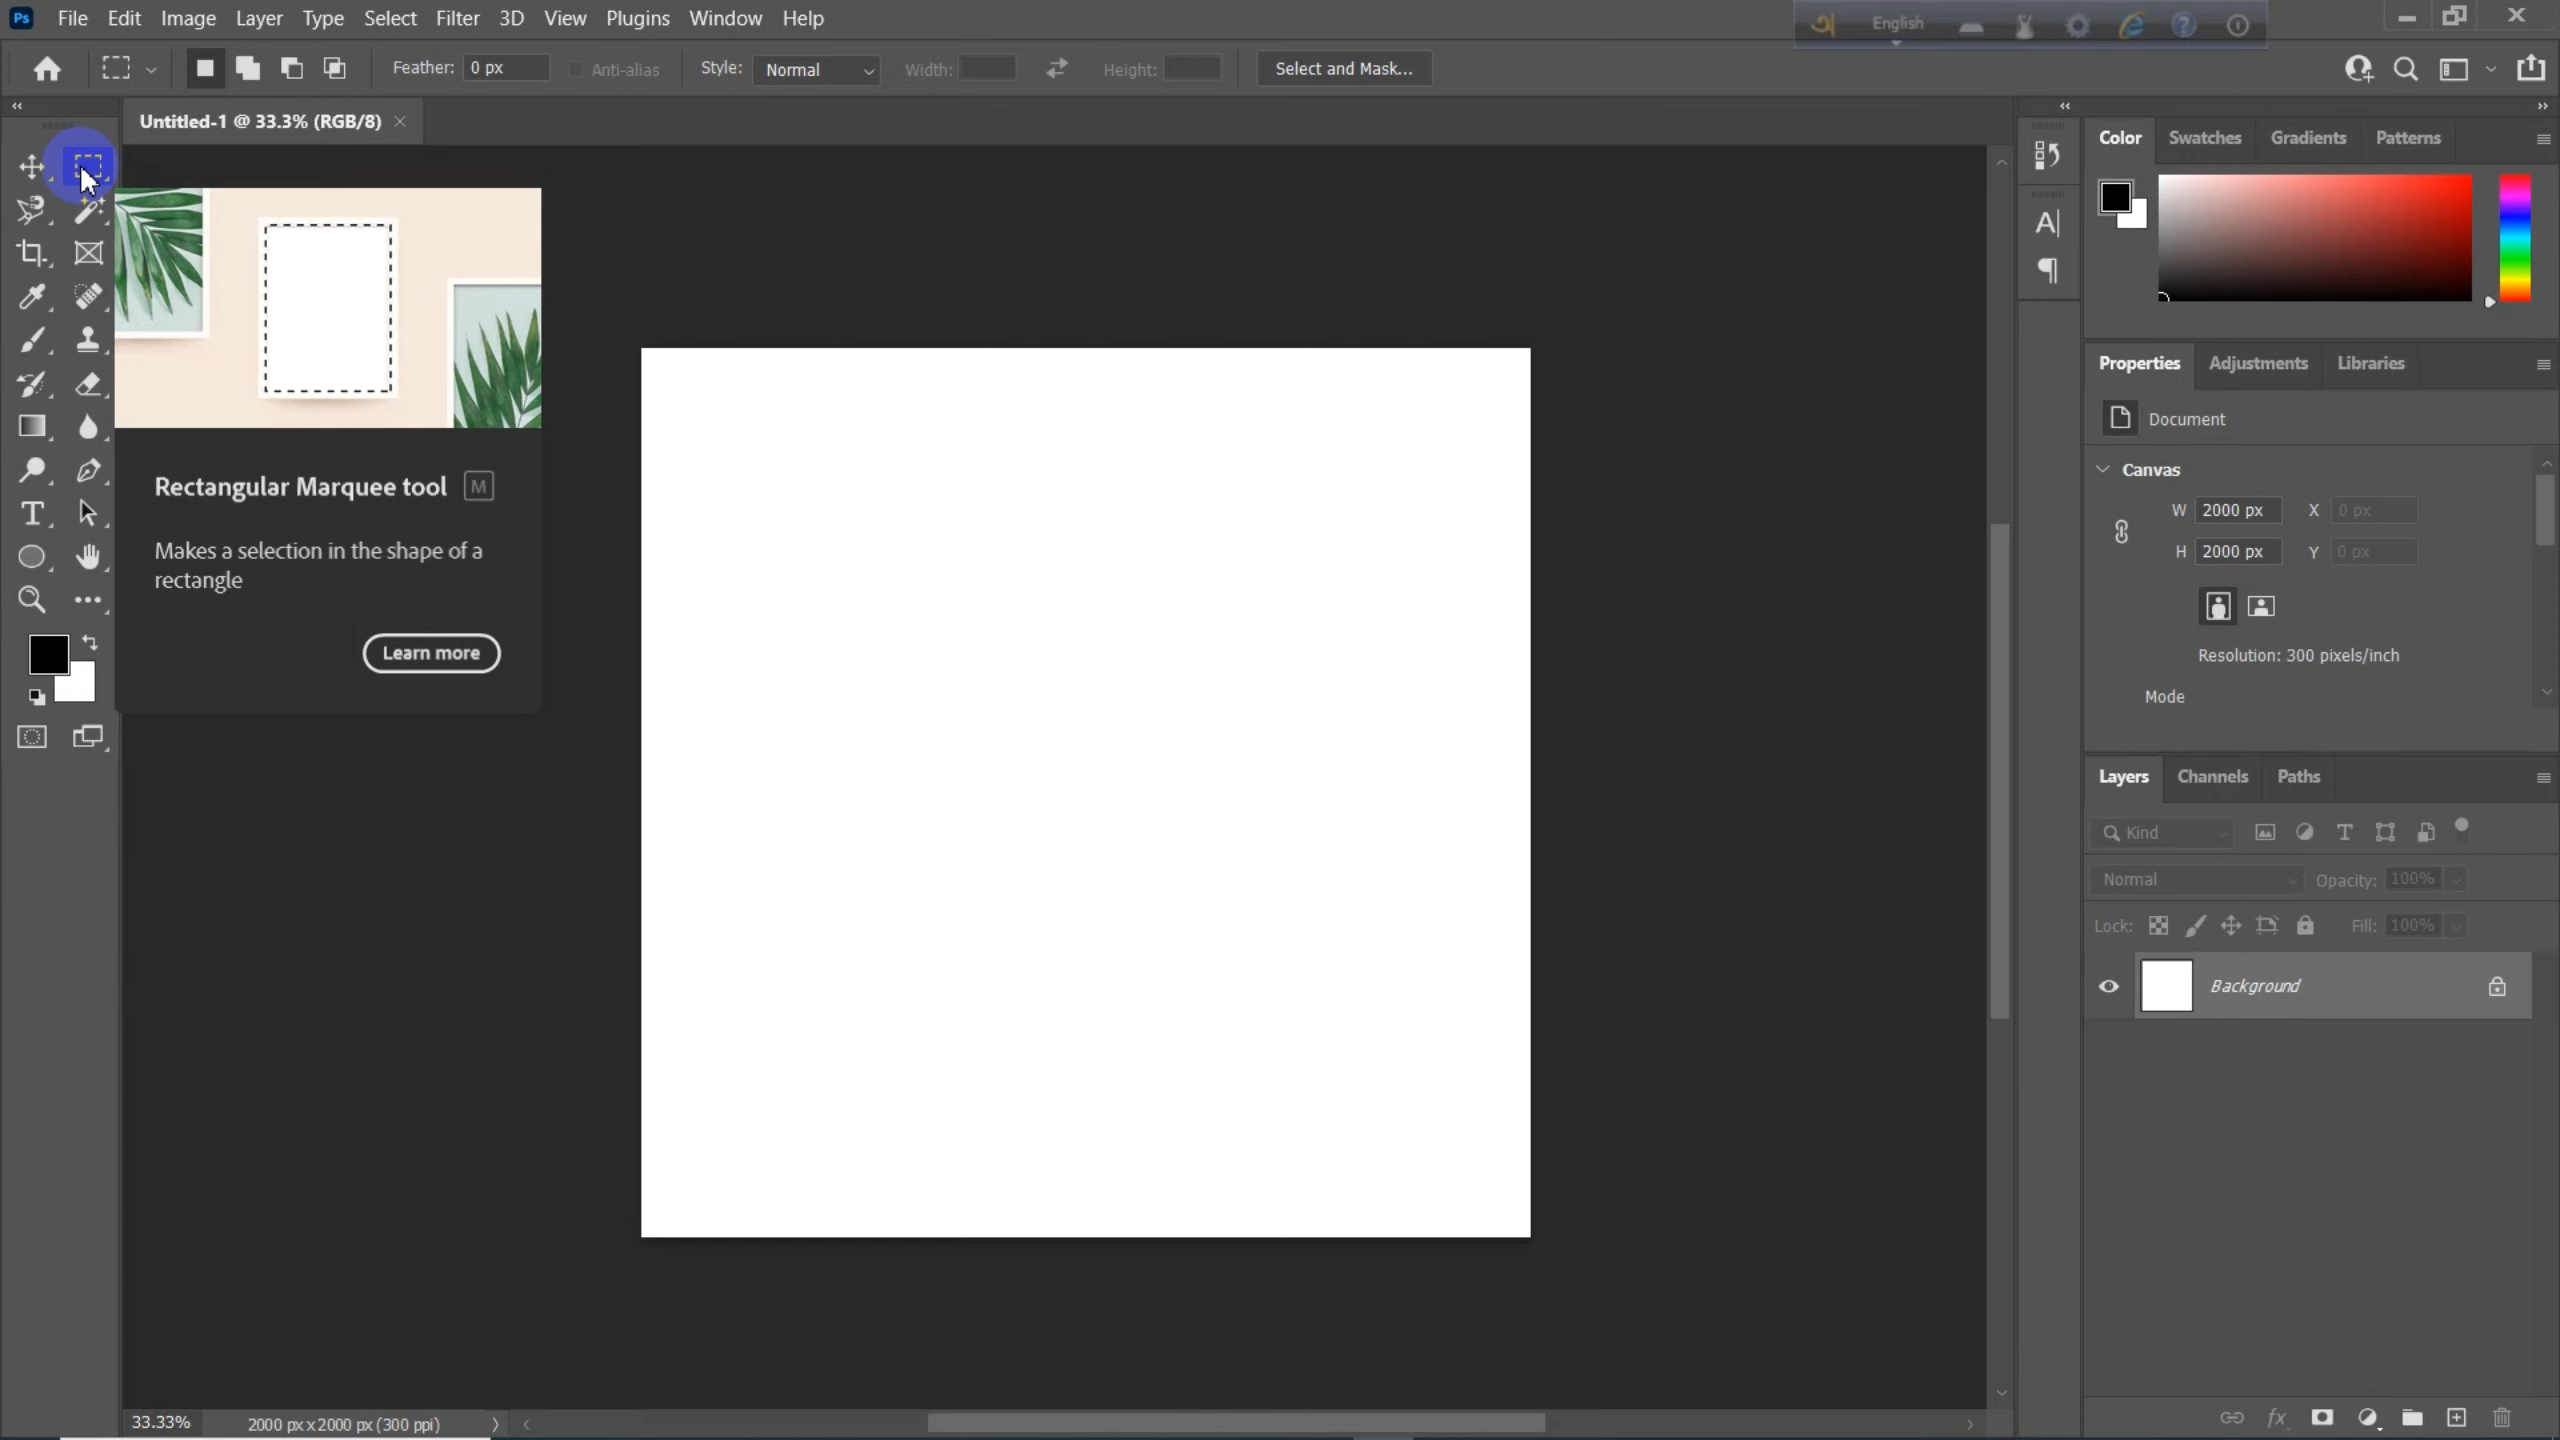 Ps File Edit Image Layer Type Select Filter 3D View Plugins Window Help
English
Feather: 0 px Anti-alias Style: Normal Width: Height: Select and Mask...
Untitled-1 @ 33.3% (RGB/8)
Color Swatches Gradients Patterns
A
Properties Adjustments Libraries
Document
Canvas
W 2000 px X 0 px
H 2000 px Y 0 px
Resolution: 300 pixels/inch
Mode
Rectangular Marquee tool M
Makes a selection in the shape of a
rectangle
Learn more
T
Layers Channels Paths
Kind
Normal Opacity: 100%
Lock: Fill: 100%
Background
33.33% 2000 px x 2000 px (300 ppi)
fx